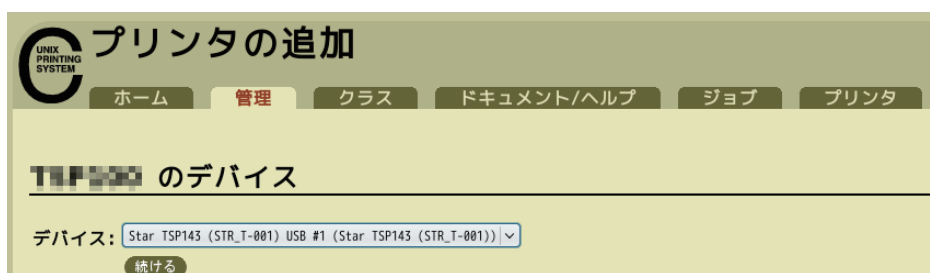 UNIX
PRINTING
SYSTEM
プリンタの追加
ホーム 管理 クラス ドキュメント/ヘルプ ジョブ プリンタ
のデバイス
デバイス: Star TSP143 (STR_T-001) USB #1 (Star TSP143 (STR_T-001))
続ける